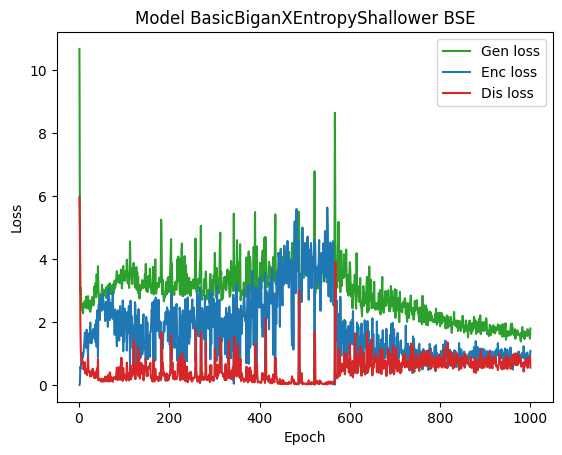 Model BasicBiganXEntropyShallower BSE
Gen loss
Enc loss
Dis loss
10
8
6
4
2
0
Loss
0 200 400 600 800 1000
Epoch